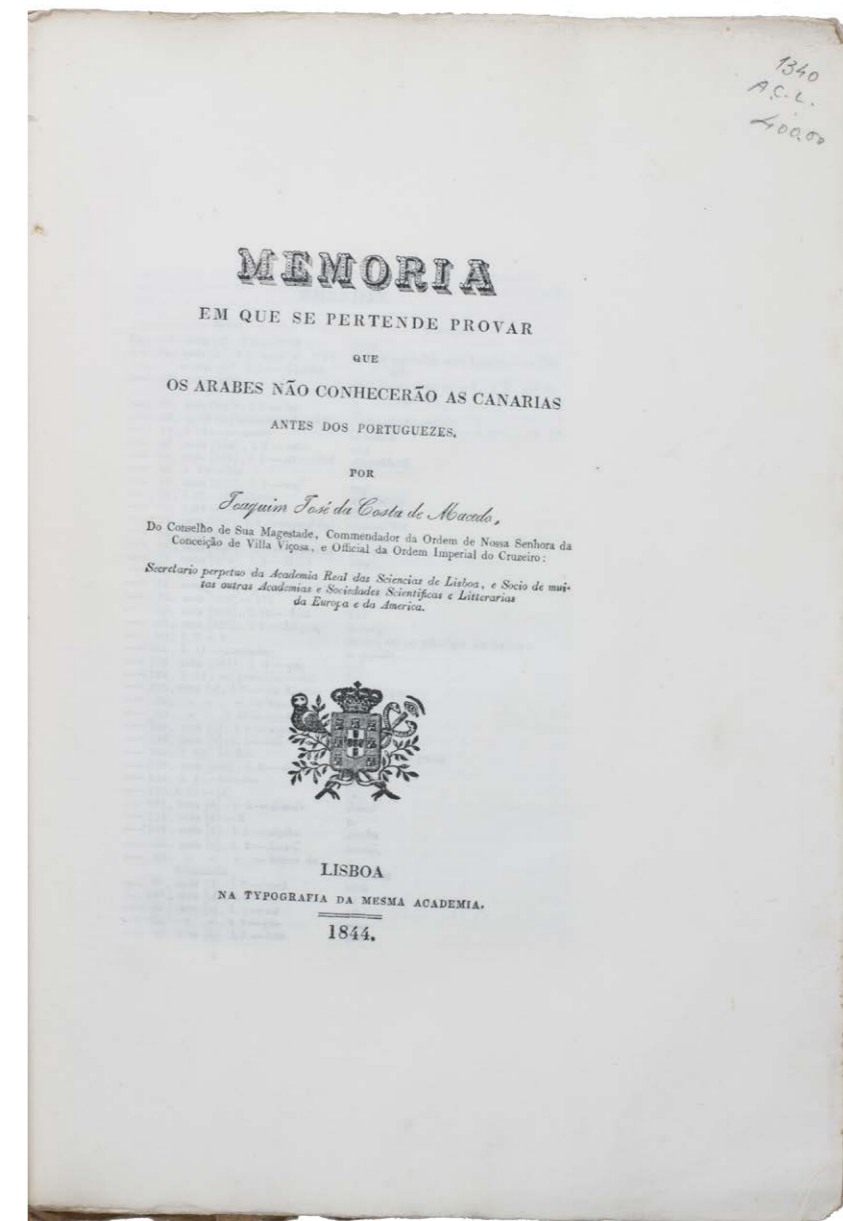 1340
A.C.L.
400.00
MEMORIA
EM QUE SE PERTENDE PROVAR
QUE
OS ARABES NÃO CONHECERÃO AS CANARIAS
ANTES DOS PORTUGUEZES,
POR
Joaquim José da Costa de Macedo,
Do Conselho de Sua Magestade, Commendador da Ordem de Nossa Senhora da
Conceição de Villa Viçosa, e Official da Ordem Imperial do Cruzeiro:
Secretario perpetuo da Academia Real das Sciencias de Lisboa, e Socio de mui-
tas outras Academias e Sociedades Scientificas e Litterarias
da Europa e da America.
LISBOA
NA TYPOGRAFIA DA MESMA ACADEMIA.
1844.